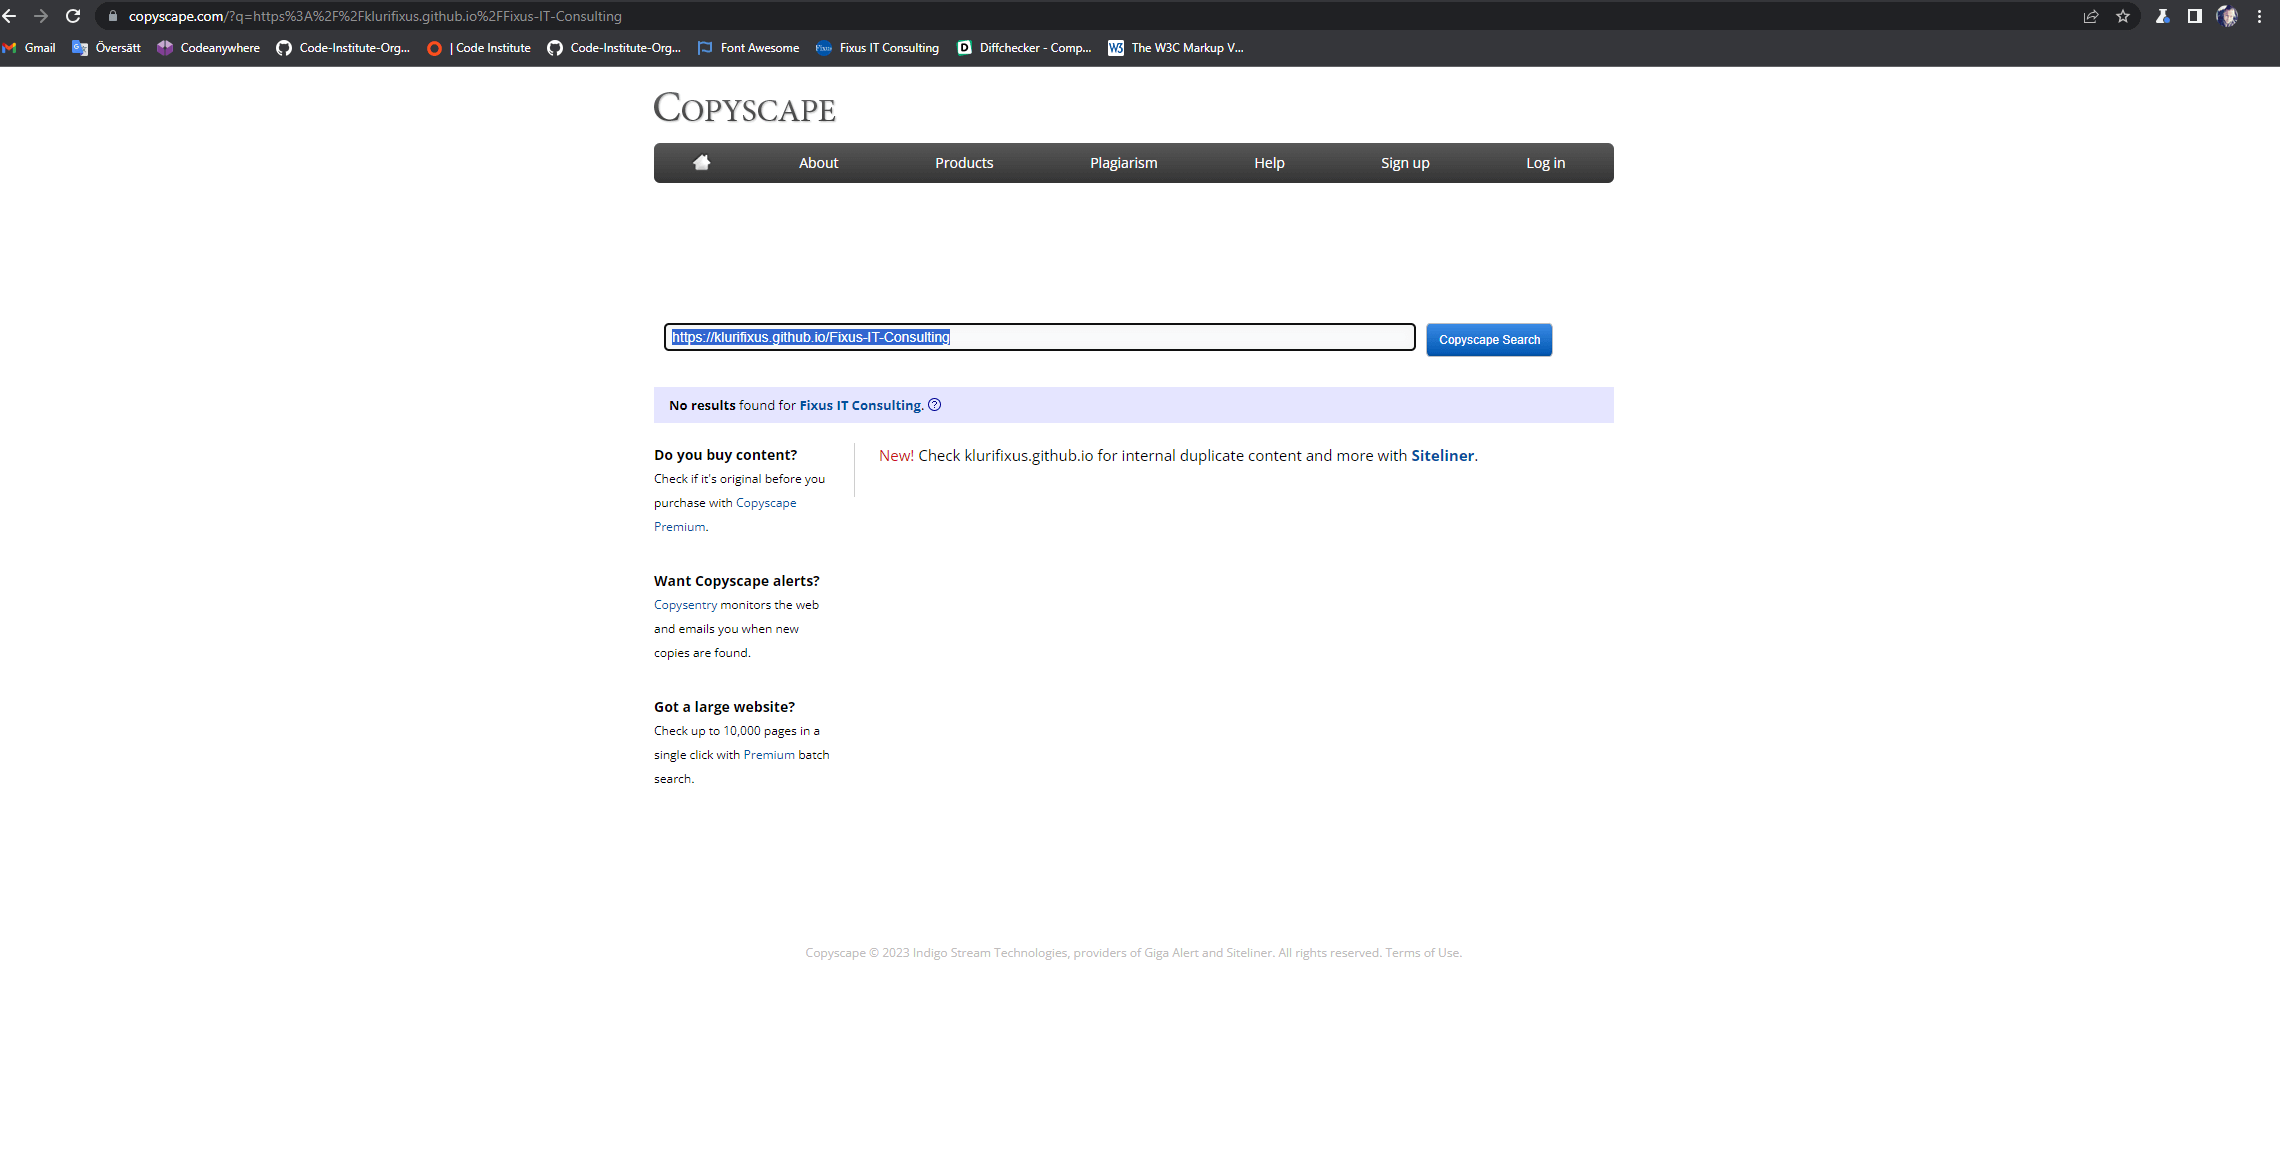 copyscape.com/?q=https%3A%2F%2Fklurifixus.github.io%2FFixus-IT-Consulting
Gmail Översätt Codeanywhere Code-Institute-Org... | Code Institute Code-Institute-Org... Font Awesome Fixus Fixus IT Consulting D Diffchecker - Comp... W3 The W3C Markup V...
COPYSCAPE
About Products Plagiarism Help Sign up Log in
https://klurifixus.github.io/Fixus-IT-Consulting Copyscape Search
No results found for Fixus IT Consulting. ?
Do you buy content?
Check if it's original before you
purchase with Copyscape
Premium.
New! Check klurifixus.github.io for internal duplicate content and more with Siteliner.
Want Copyscape alerts?
Copysentry monitors the web
and emails you when new
copies are found.
Got a large website?
Check up to 10,000 pages in a
single click with Premium batch
search.
Copyscape © 2023 Indigo Stream Technologies, providers of Giga Alert and Siteliner. All rights reserved. Terms of Use.